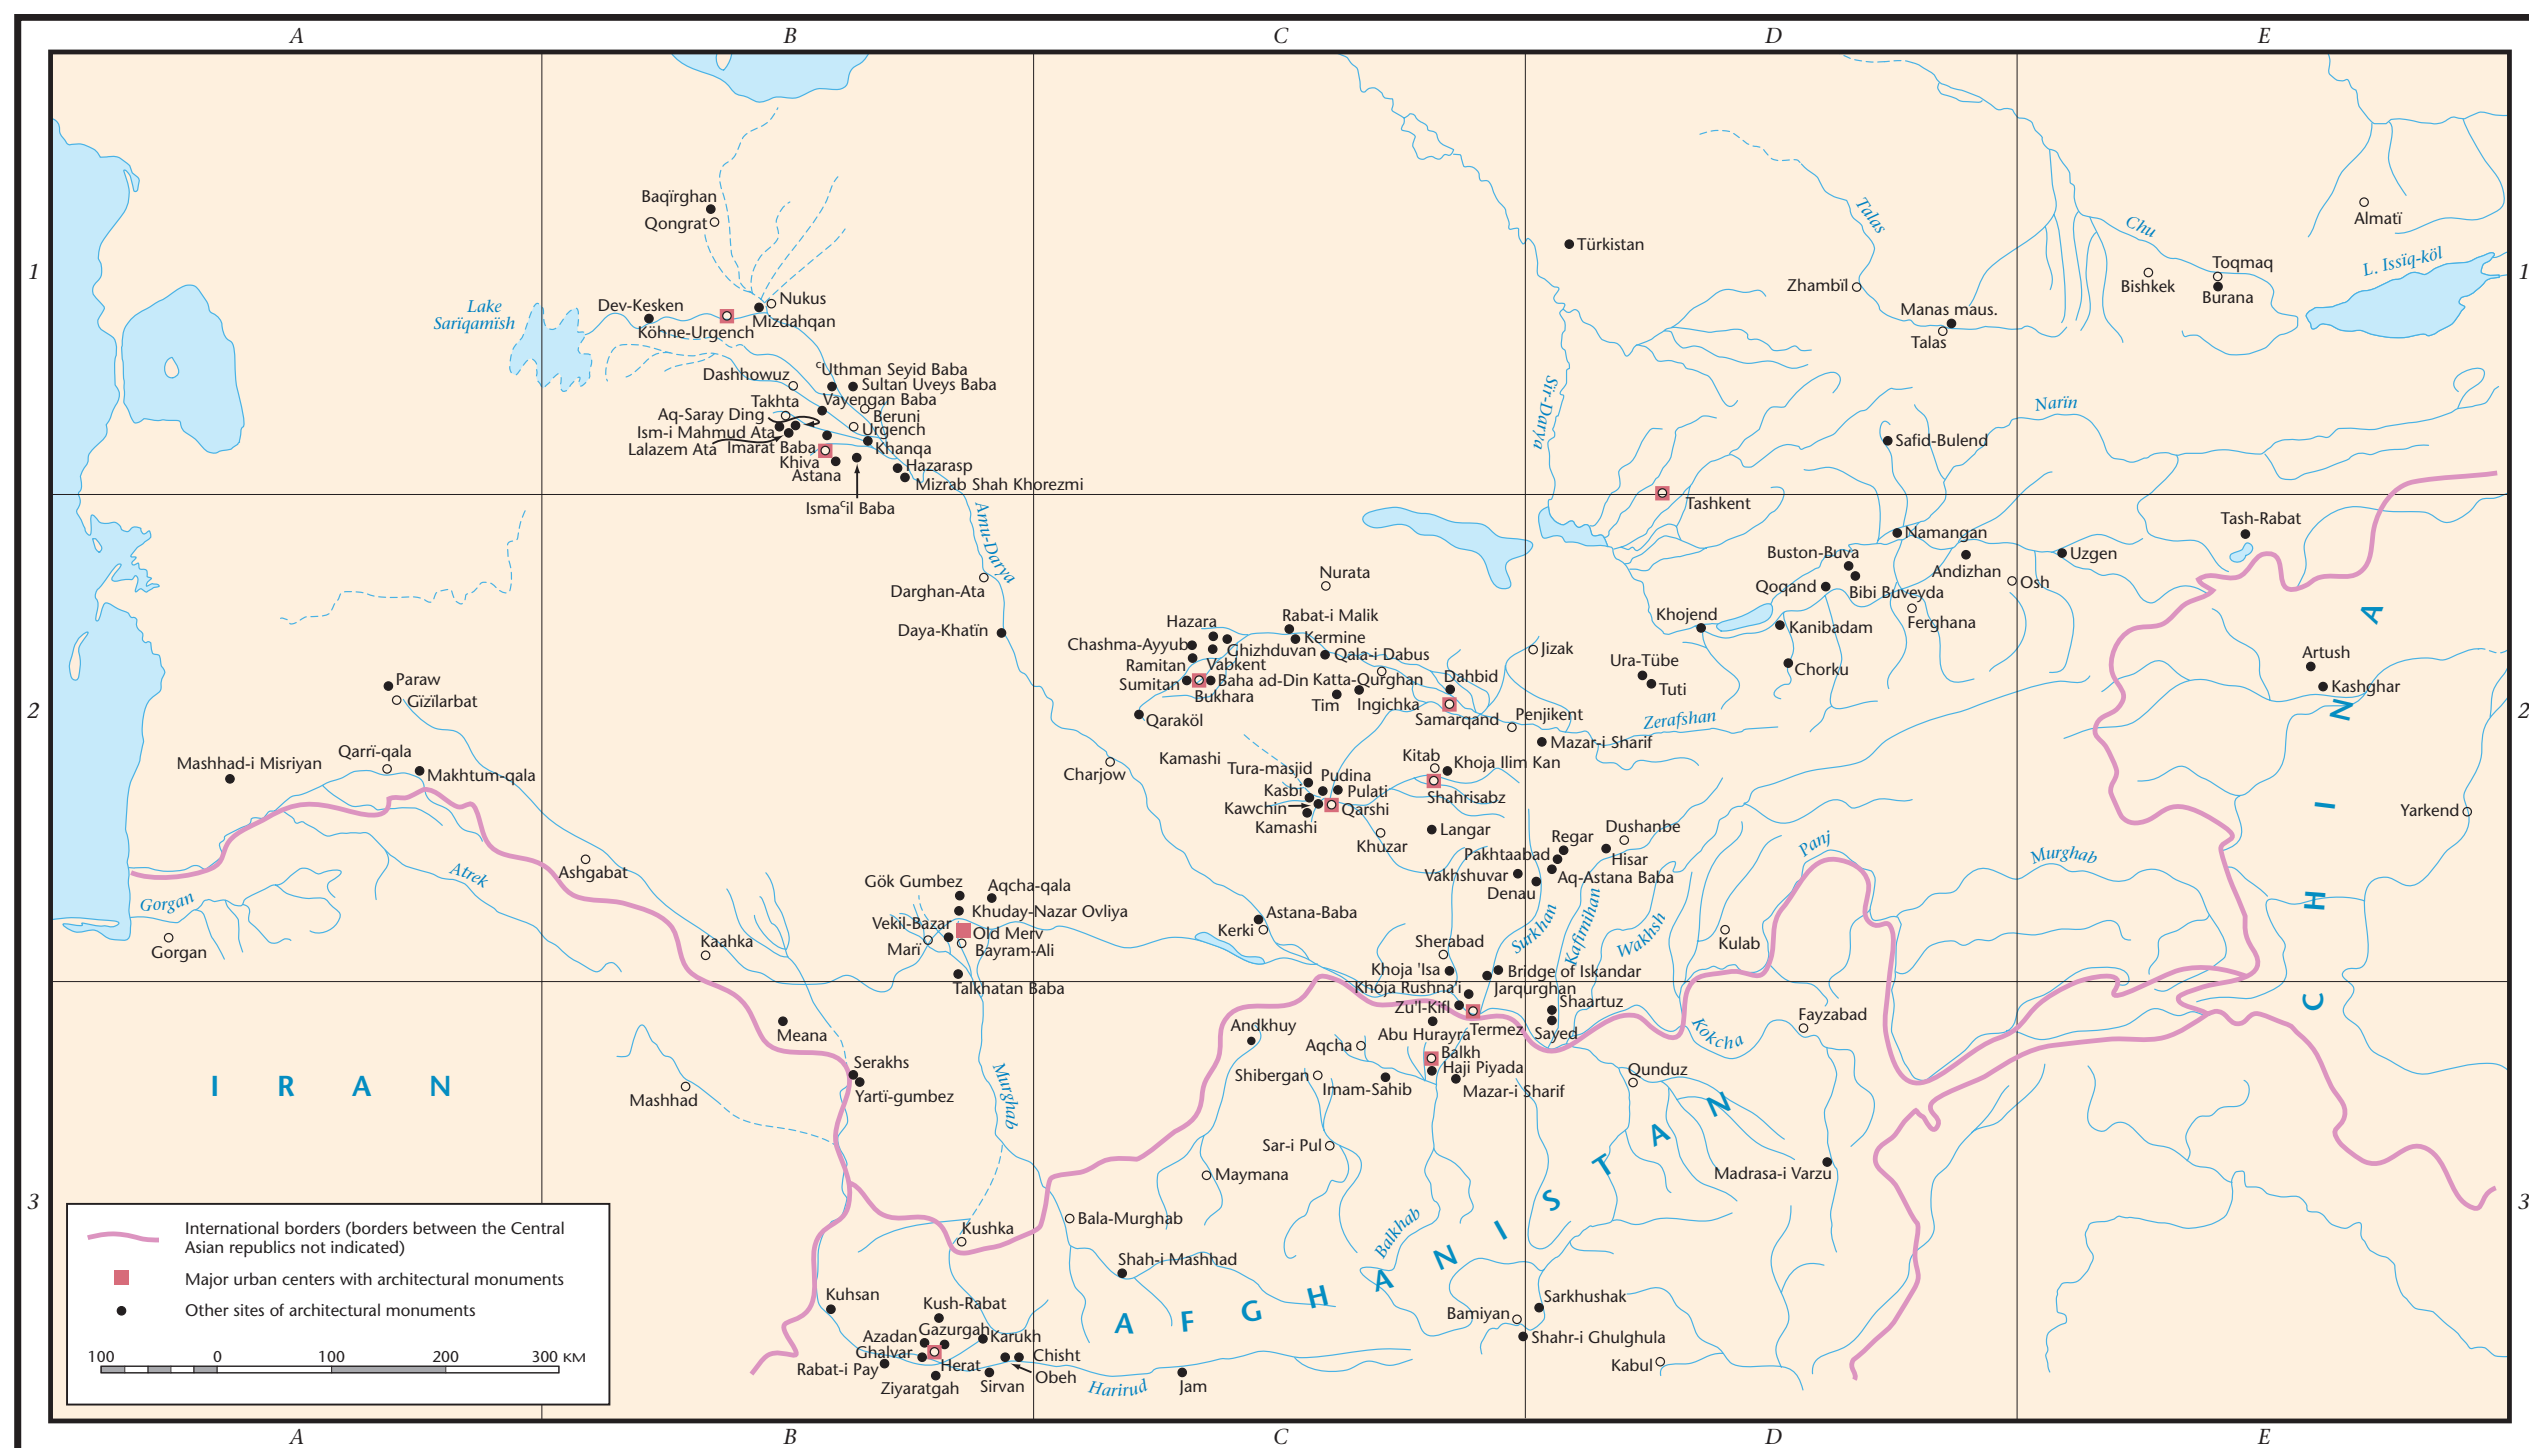 A B C D E
1 1
2 2
3 3
Baqïrghan
Qongrat
Lake
Sarïqamïsh
Dev-Kesken
Köhne-Urgench
Nukus
Mizdahqan
Dashhowuz
ᶜUthman Seyid Baba
Sultan Uveys Baba
Vayengan Baba
Takhta
Beruni
Aq-Saray Ding
Urgench
Ism-i Mahmud Ata
Lalazem Ata
Imarat Baba
Khanqa
Khiva
Astana
Hazarasp
Mizrab Shah Khorezmi
Ismaᶜil Baba
Türkistan
Talas
Zhambïl
Manas maus.
Talas
Chu
Bishkek
Toqmaq
Burana
Almatï
L. Issïq-köl
Sïr-Darya
Narïn
Safid-Bulend
Tashkent
Amu-Darya
Darghan-Ata
Daya-Khatïn
Nurata
Hazara
Rabat-i Malik
Chashma-Ayyub
Kermine
Ghizhduvan
Qala-i Dabus
Ramitan
Vabkent
Sumitan
Baha ad-Din
Katta-Qurghan
Bukhara
Tim
Ingichka
Dahbid
Samarqand
Qaraköl
Penjikent
Jizak
Ura-Tübe
Tuti
Khojend
Kanibadam
Chorku
Qoqand
Buston-Buva
Bibi Buveyda
Namangan
Andizhan
Osh
Ferghana
Uzgen
Tash-Rabat
Artush
Kashghar
Yarkend
CHINA
Zerafshan
Mazar-i Sharif
Paraw
Gïzïlarbat
Mashhad-i Misriyan
Qarrï-qala
Makhtum-qala
Charjow
Kamashi
Tura-masjid
Pudina
Kasbi
Pulati
Kawchin
Qarshi
Kamashi
Kitab
Khoja Ilim Kan
Shahrisabz
Langar
Khuzar
Regar
Dushanbe
Pakhtaabad
Hisar
Vakhshuvar
Aq-Astana Baba
Denau
Panj
Murghab
Ashgabat
Atrek
Gorgan
Gorgan
Kaahka
Gök Gumbez
Aqcha-qala
Khuday-Nazar Ovliya
Vekil-Bazar
Old Merv
Marï
Bayram-Ali
Talkhatan Baba
Astana-Baba
Kerki
Surkhan
Kafirnihan
Wakhsh
Kulab
Sherabad
Khoja 'Isa
Bridge of Iskandar
Khoja Rushna'i
Jarqurghan
Zu'l-Kifl
Shaartuz
Abu Hurayra
Termez
Sayed
Kokcha
Fayzabad
Andkhuy
Aqcha
Balkh
Haji Piyada
Shibergan
Imam-Sahib
Mazar-i Sharif
Qunduz
Meana
Serakhs
Yartï-gumbez
Mashhad
Murghab
IRAN
Sar-i Pul
Maymana
Madrasa-i Varzu
Bala-Murghab
Kushka
Balkhab
Shah-i Mashhad
AFGHANISTAN
Kuhsan
Kush-Rabat
Gazurgah
Karukh
Azadan
Ghalvar
Rabat-i Pay
Herat
Chisht
Ziyaratgah
Sirvan
Obeh
Harirud
Jam
Bamiyan
Sarkhushak
Shahr-i Ghulghula
Kabul
International borders (borders between the Central
Asian republics not indicated)
Major urban centers with architectural monuments
Other sites of architectural monuments
100 0 100 200 300 KM
A B C D E